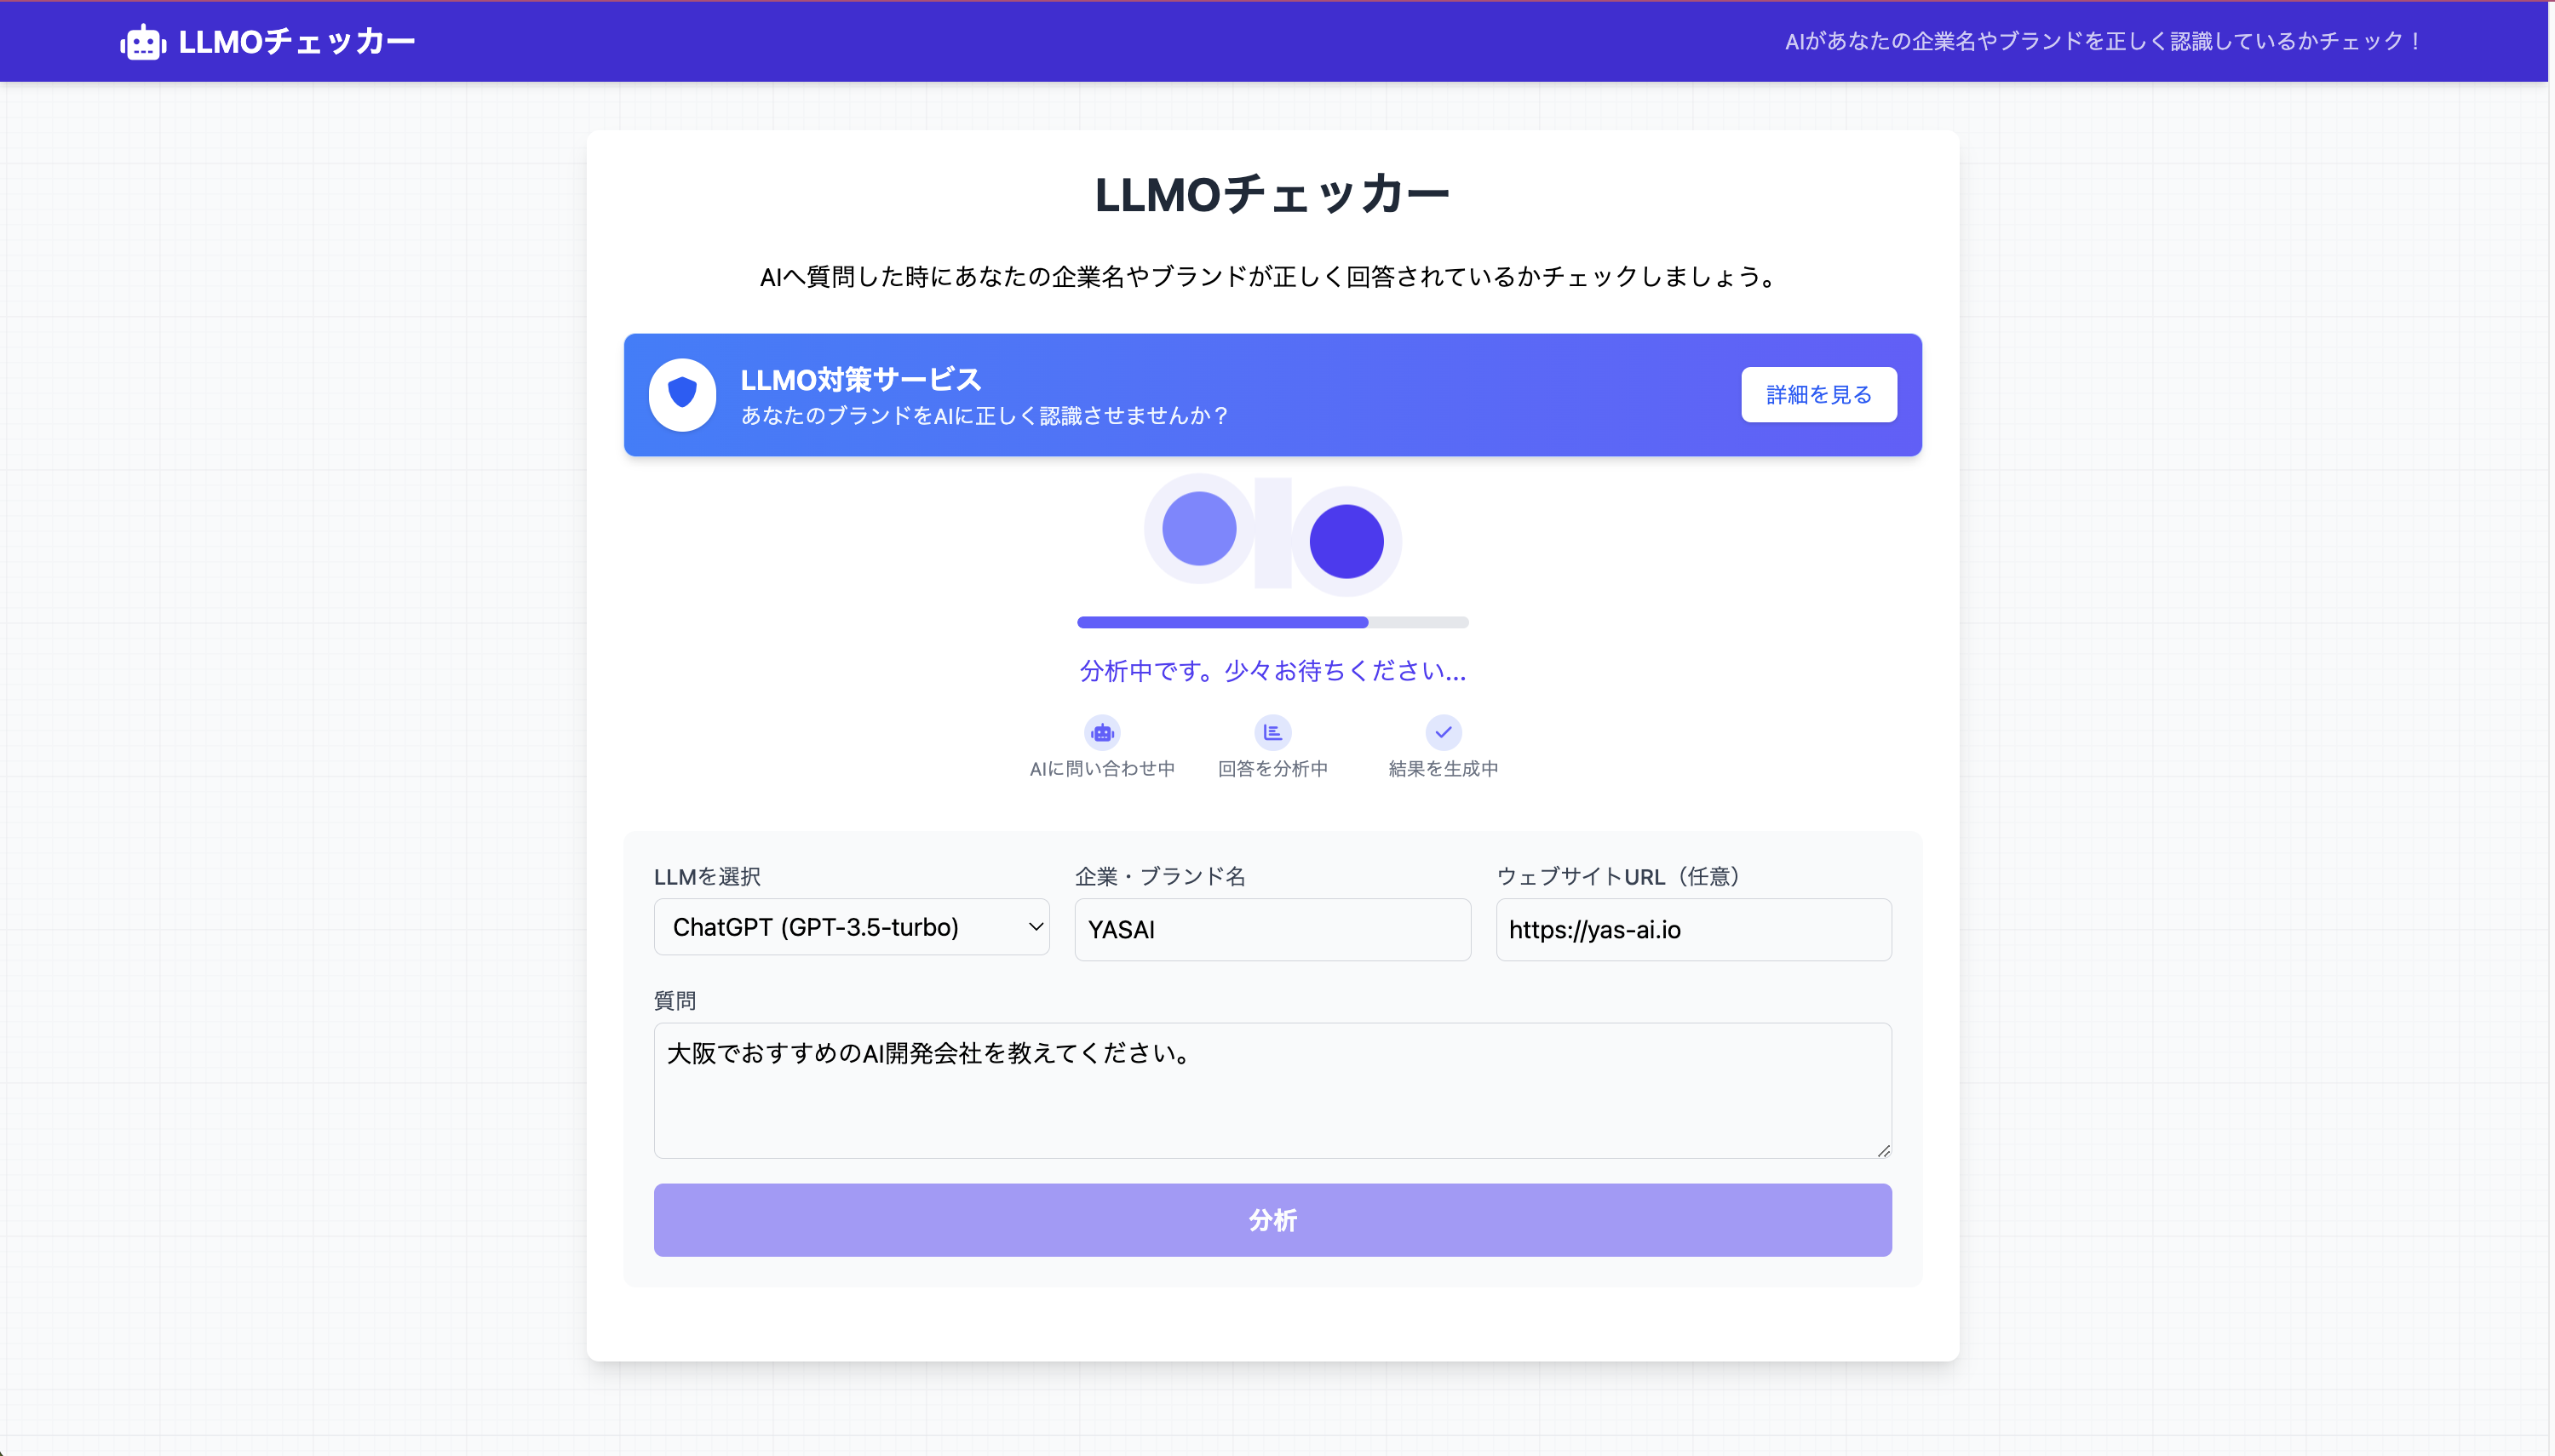 LLMOチェッカー
AIがあなたの企業名やブランドを正しく認識しているかチェック！
LLMOチェッカー
AIへ質問した時にあなたの企業名やブランドが正しく回答されているかチェックしましょう。
LLMO対策サービス
あなたのブランドをAIに正しく認識させませんか？
詳細を見る
分析中です。少々お待ちください...
AIに問い合わせ中
回答を分析中
結果を生成中
LLMを選択
企業・ブランド名
ウェブサイトURL（任意）
ChatGPT (GPT-3.5-turbo)
YASAI
https://yas-ai.io
質問
大阪でおすすめのAI開発会社を教えてください。
分析